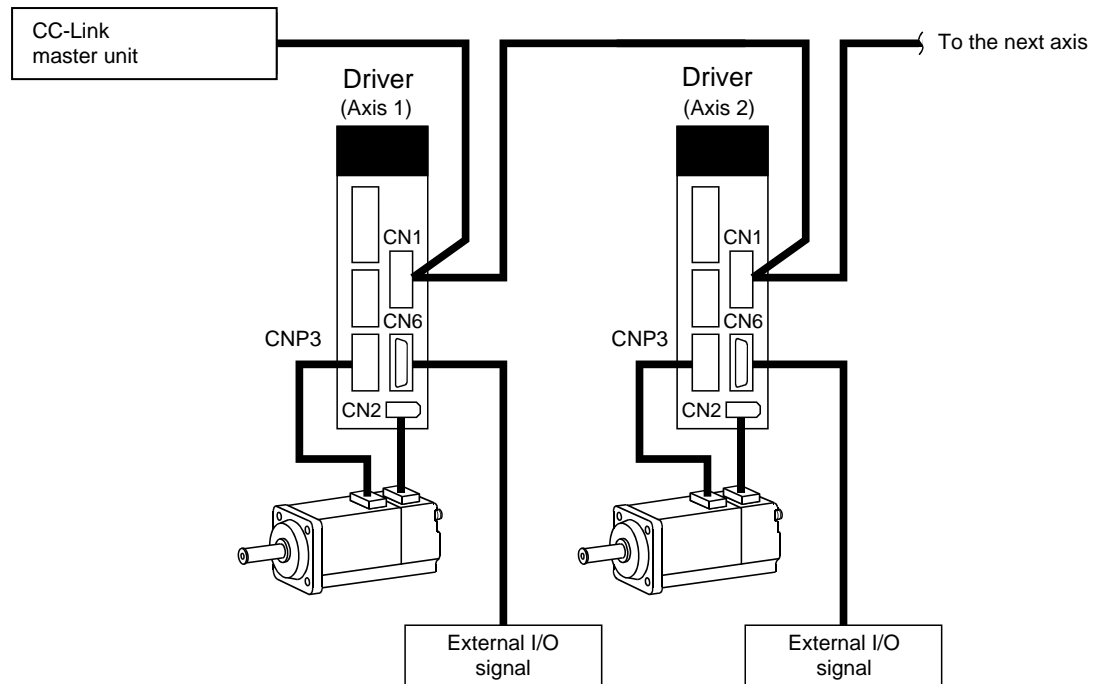 CC-Link
master unit
To the next axis
Driver
(Axis 1)
CN1
CN6
CNP3
CN2
External I/O
signal
Driver
(Axis 2)
CN1
CN6
CNP3
CN2
External I/O
signal